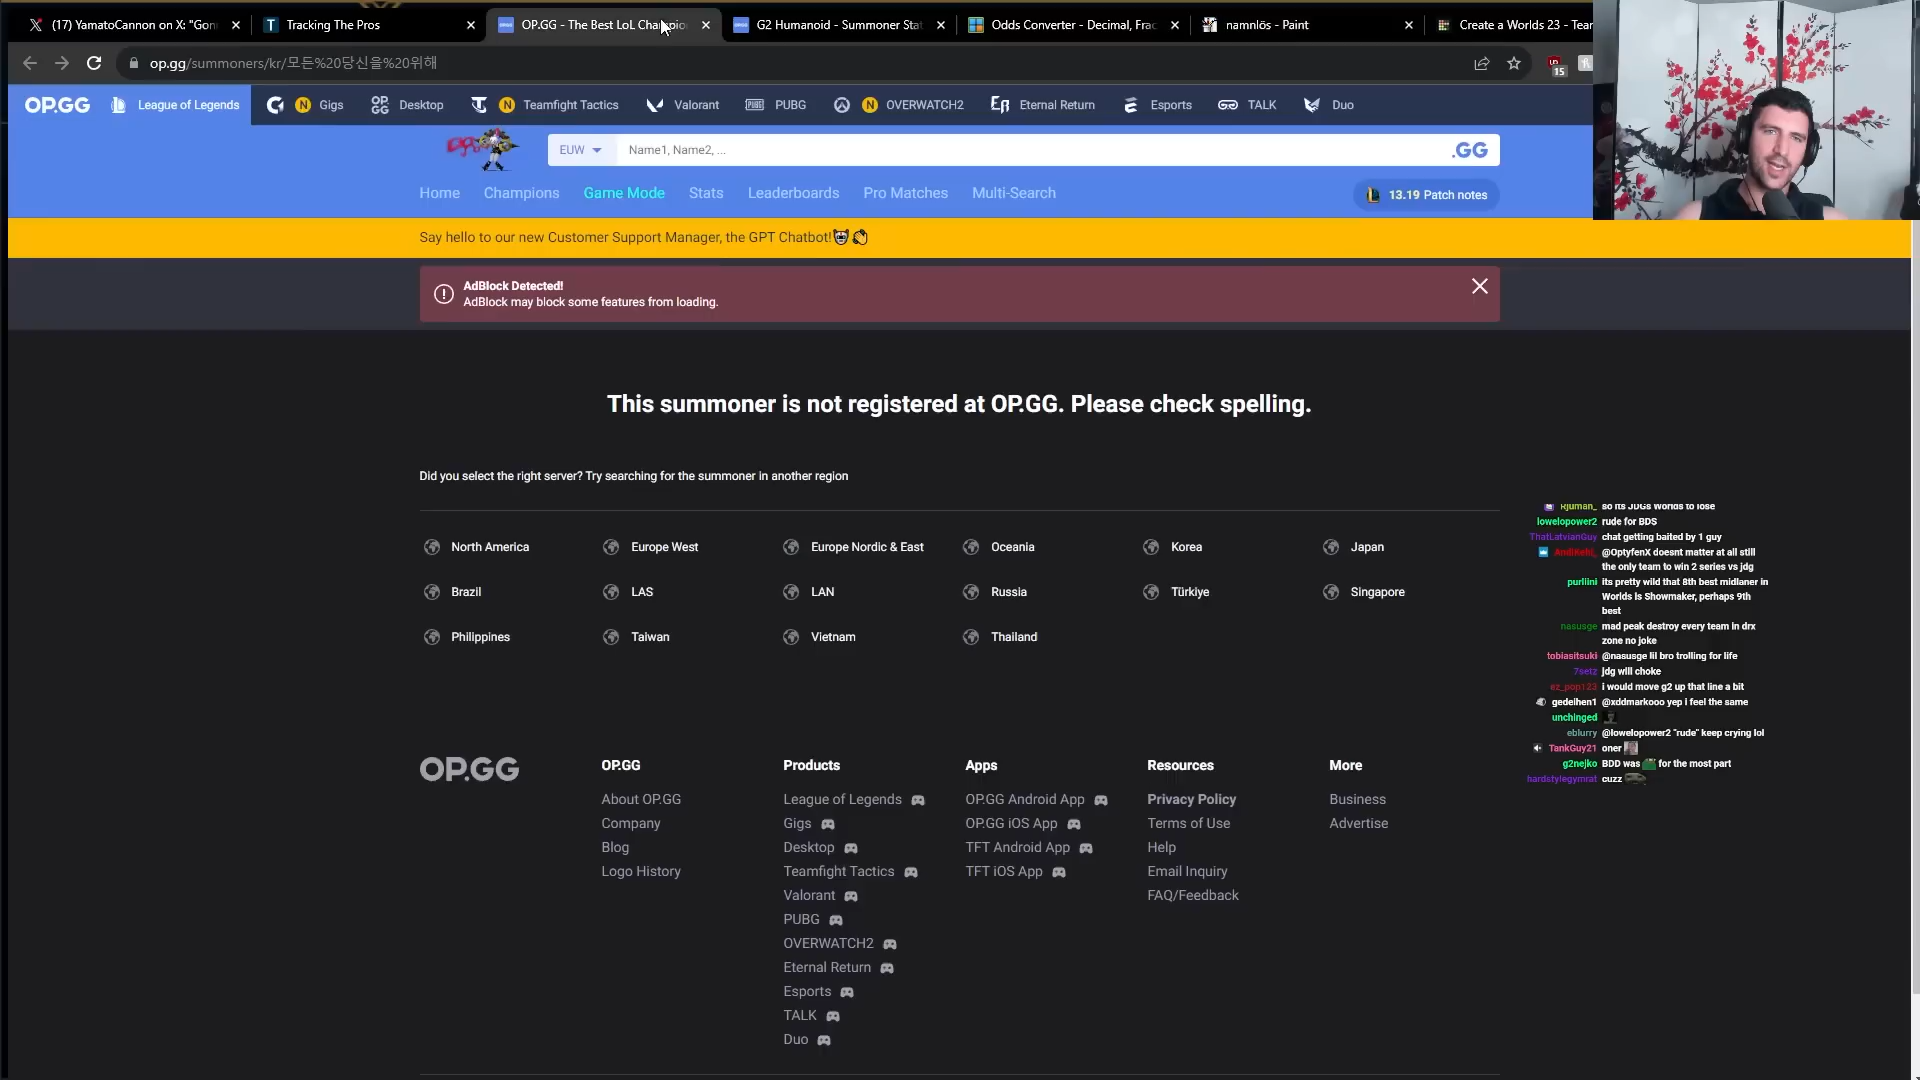 (17) YamatoCannon on X: "Gon
Tracking The Pros
OP.GG - The Best LoL Champio
G2 Humanoid - Summoner Stat
Odds Converter - Decimal, Frac
namnlös - Paint
Create a Worlds 23 - Tean
op.gg/summoners/kr/모든%20당신을%20위해
15
OP.GG
League of Legends
N Gigs
OP. GG Desktop
N Teamfight Tactics
Valorant
PUBG
N OVERWATCH2
Eternal Return
Esports
TALK
Duo
EUW
Name1, Name2, ...
.GG
Home
Champions
Game Mode
Stats
Leaderboards
Pro Matches
Multi-Search
13.19 Patch notes
Say hello to our new Customer Support Manager, the GPT Chatbot!
AdBlock Detected!
AdBlock may block some features from loading.
This summoner is not registered at OP.GG. Please check spelling.
Did you select the right server? Try searching for the summoner in another region
North America
Europe West
Europe Nordic & East
Oceania
Korea
Japan
Brazil
LAS
LAN
Russia
Türkiye
Singapore
Philippines
Taiwan
Vietnam
Thailand
Rjuman_ so its JDGs Worlds to lose
lowelopower2 rude for BDS
ThatLatvianGuy chat getting baited by 1 guy
@OptyfenX doesnt matter at all still
the only team to win 2 series vs jdg
purliini its pretty wild that 8th best midlaner in
Worlds is Showmaker, perhaps 9th
best
nasusge mad peak destroy every team in drx
zone no joke
tobiasitsuki @nasusge lil bro trolling for life
7setz jdg will choke
ez_pop123 i would move g2 up that line a bit
gedeihen1 @xddmarkooo yep I feel the same
unchinged
eblurry @lowelopower2 "rude" keep crying lol
TankGuy21 oner
g2nejko BDD was for the most part
hardstylegymrat cuzz
OP.GG
OP.GG
About OP.GG
Company
Blog
Logo History
Products
League of Legends
Gigs
Desktop
Teamfight Tactics
Valorant
PUBG
OVERWATCH2
Eternal Return
Esports
TALK
Duo
Apps
OP.GG Android App
OP.GG iOS App
TFT Android App
TFT iOS App
Resources
Privacy Policy
Terms of Use
Help
Email Inquiry
FAQ/Feedback
More
Business
Advertise